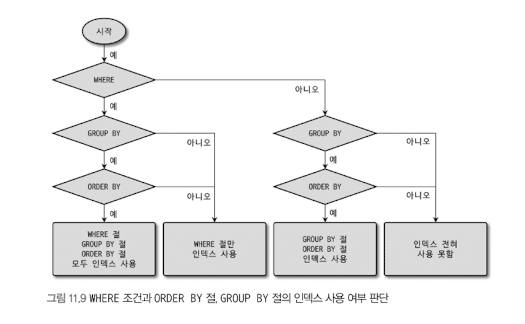 시작
예
WHERE
아니오
예
GROUP BY
아니오
예
ORDER BY
아니오
예
WHERE 절
GROUP BY 절
ORDER BY 절
모두 인덱스 사용
WHERE 절만
인덱스 사용
GROUP BY
아니오
예
ORDER BY
아니오
예
GROUP BY 절
ORDER BY 절
인덱스 사용
인덱스 전혀
사용 못함
그림 11.9 WHERE 조건과 ORDER BY 절, GROUP BY 절의 인덱스 사용 여부 판단